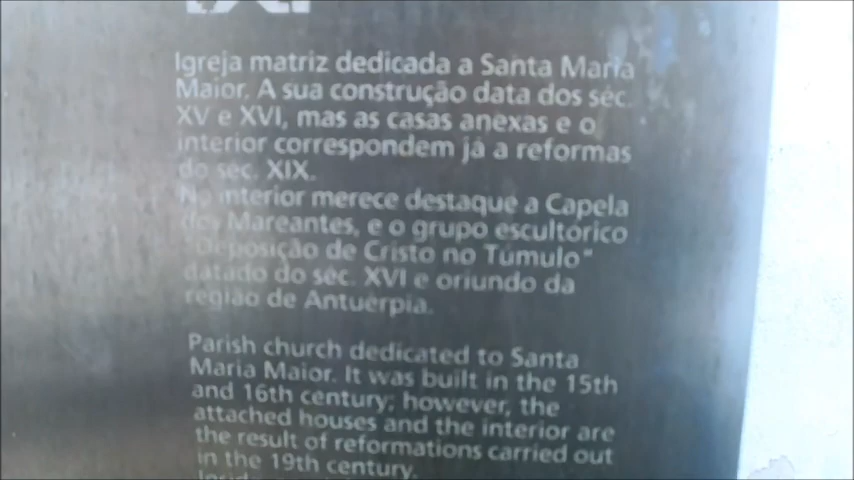 Igreja matriz dedicada a Santa Maria
Maior. A sua construção data dos séc.
XV e XVI, mas as casas anexas e o
interior correspondem já a reformas
do séc. XIX.
No interior merece destaque a Capela
dos Mareantes, e o grupo escultórico
"Deposição de Cristo no Túmulo"
datado do séc. XVI e oriundo da
região de Antuérpia.
Parish church dedicated to Santa
Maria Maior. It was built in the 15th
and 16th century; however, the
attached houses and the interior are
the result of reformations carried out
in the 19th century.